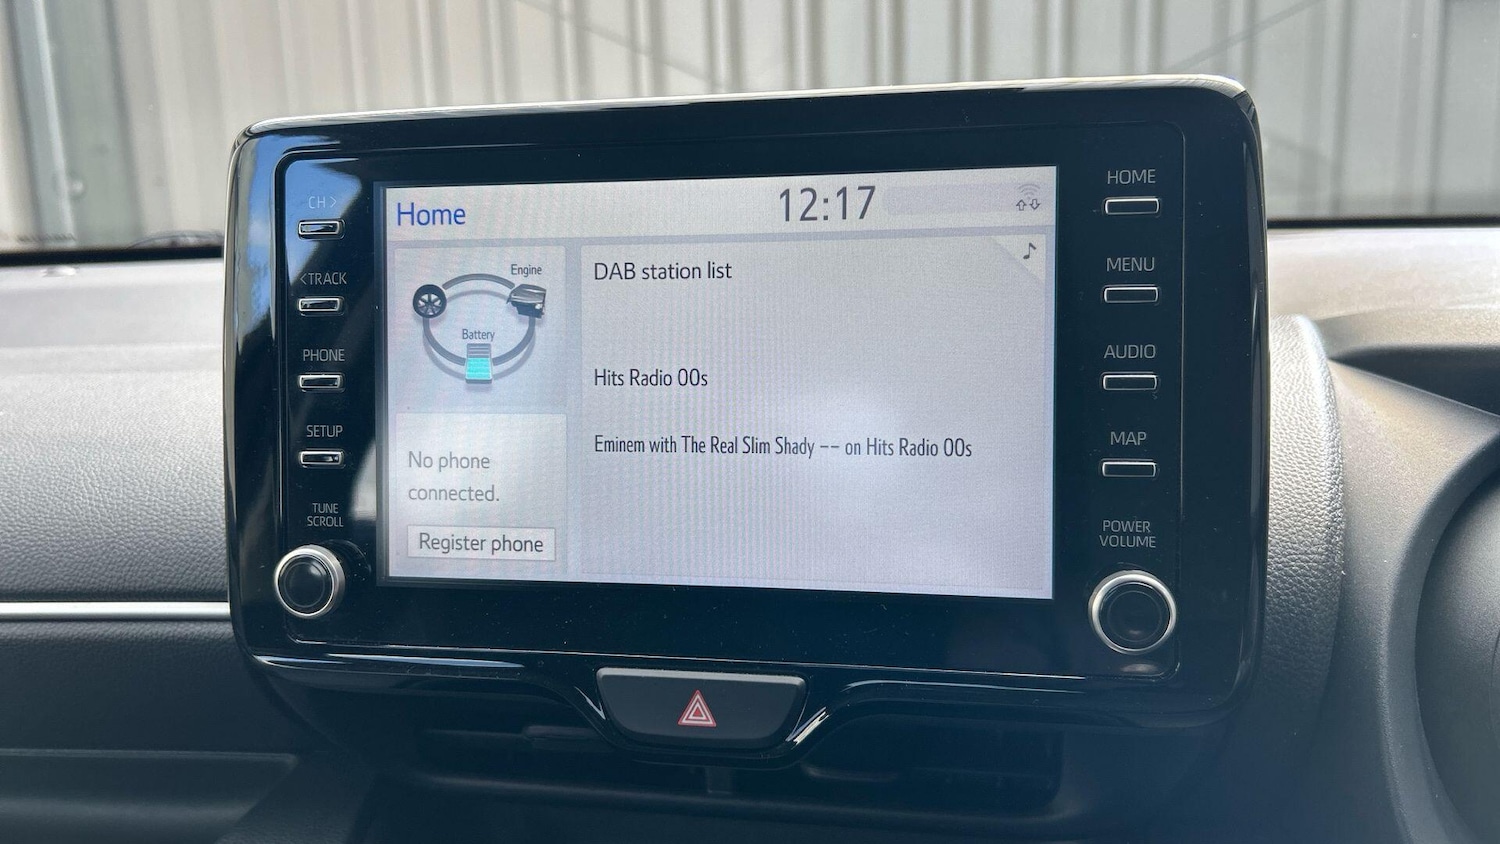 CH >
< TRACK
PHONE
SETUP
TUNE
SCROLL
Home
12:17
Engine
Battery
No phone
connected.
Register phone
DAB station list
Hits Radio 00s
Eminem with The Real Slim Shady -- on Hits Radio 00s
HOME
MENU
AUDIO
MAP
POWER
VOLUME